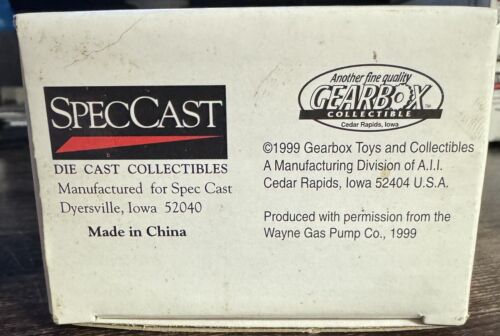 SPECCAST
DIE CAST COLLECTIBLES
Manufactured for Spec Cast
Dyersville, Iowa 52040
Made in China
Another fine quality
GEARBOX
COLLECTIBLE
Cedar Rapids, Iowa
©1999 Gearbox Toys and Collectibles
A Manufacturing Division of A.I.I.
Cedar Rapids, Iowa 52404 U.S.A.
Produced with permission from the
Wayne Gas Pump Co., 1999